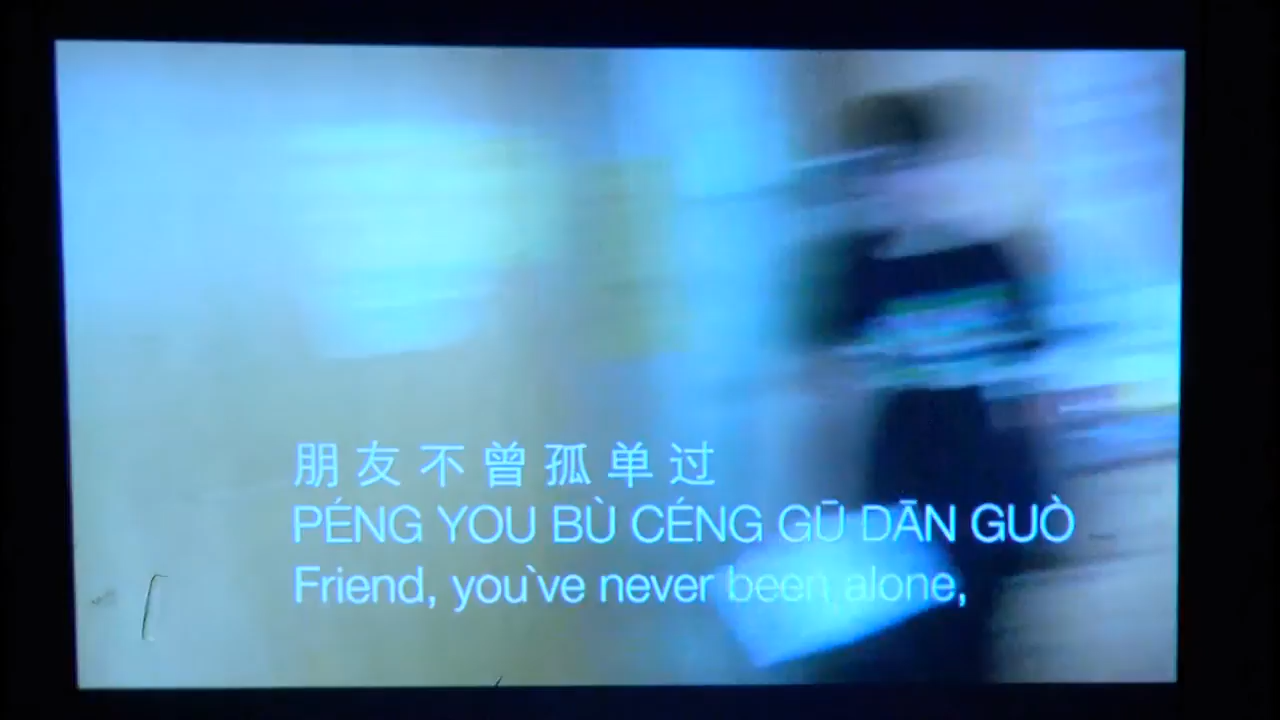 朋友不曾孤单过
PÉNG YOU BÙ CÉNG GŪ DĀN GUÒ
Friend, you`ve never been alone,